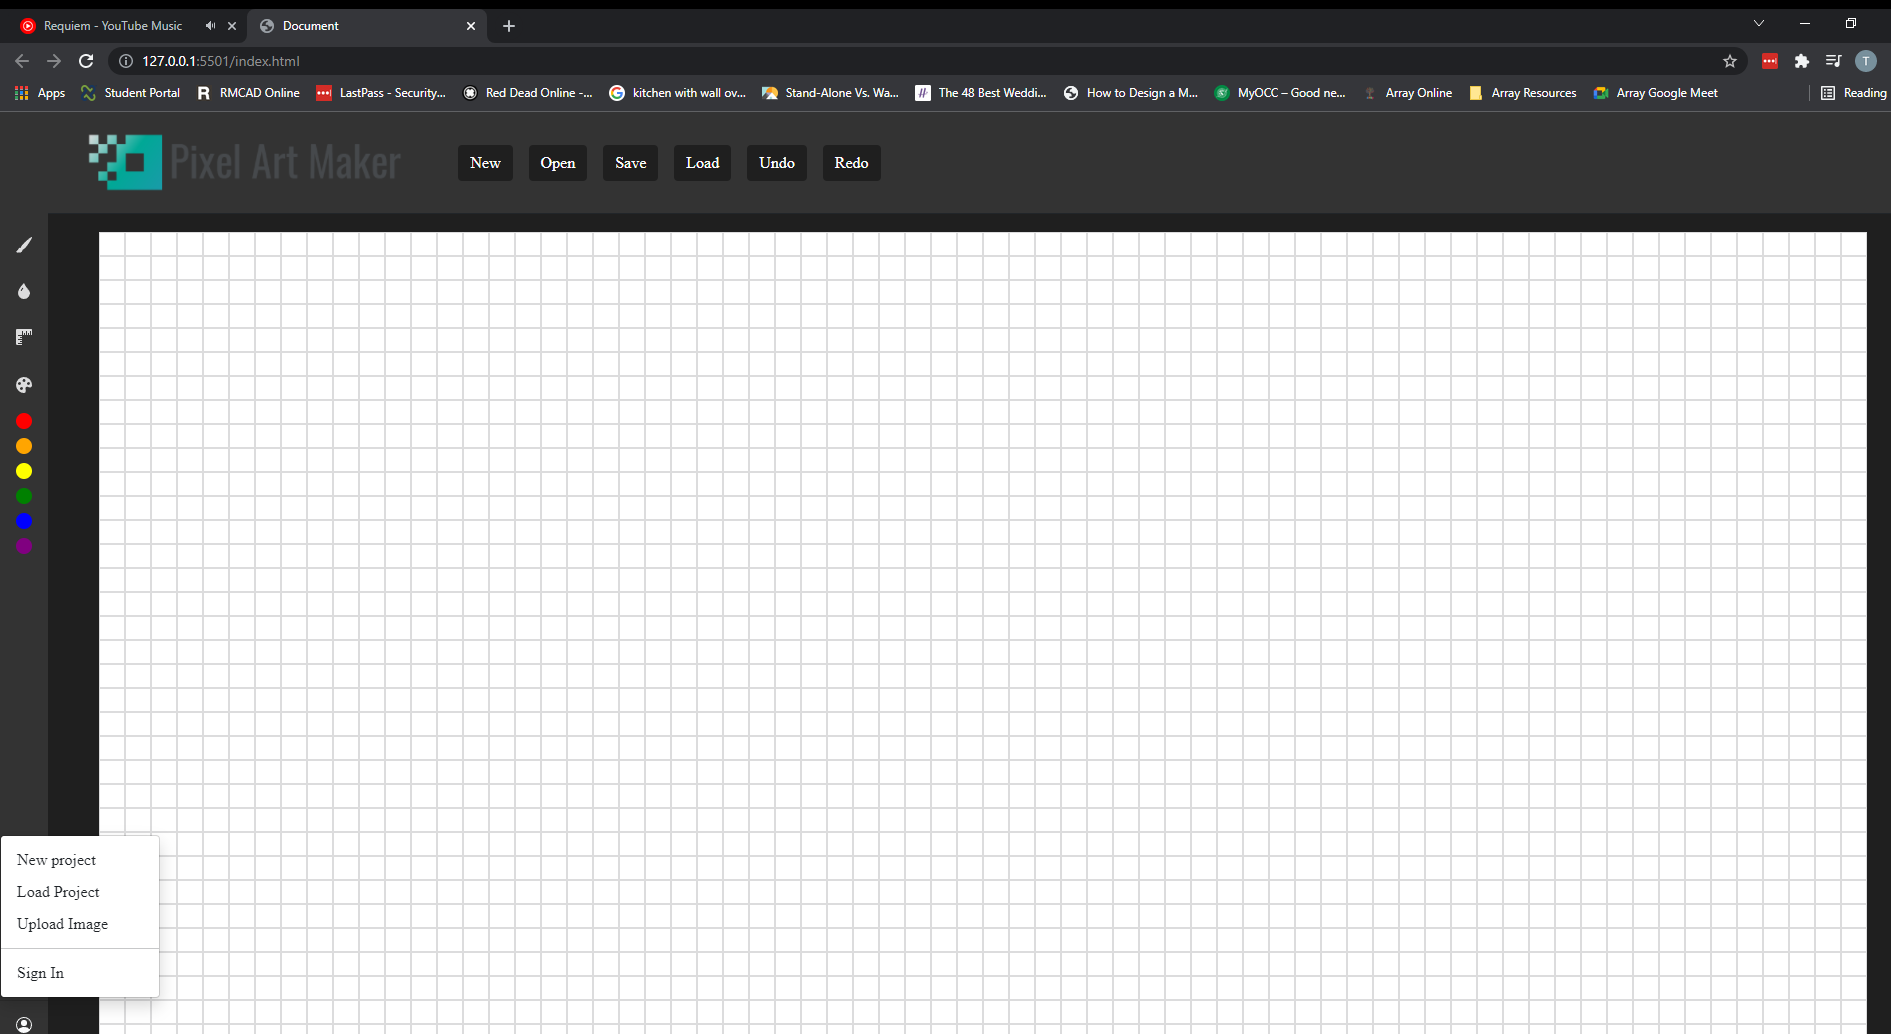 Requiem - YouTube Music
Document
127.0.0.1:5501/index.html
T
Apps
Student Portal
R RMCAD Online
LastPass - Security...
Red Dead Online -...
G kitchen with wall ov...
Stand-Alone Vs. Wa...
H The 48 Best Weddi...
How to Design a M...
MyOCC – Good ne...
Array Online
Array Resources
Array Google Meet
Reading
Pixel Art Maker
New
Open
Save
Load
Undo
Redo
New project
Load Project
Upload Image
Sign In